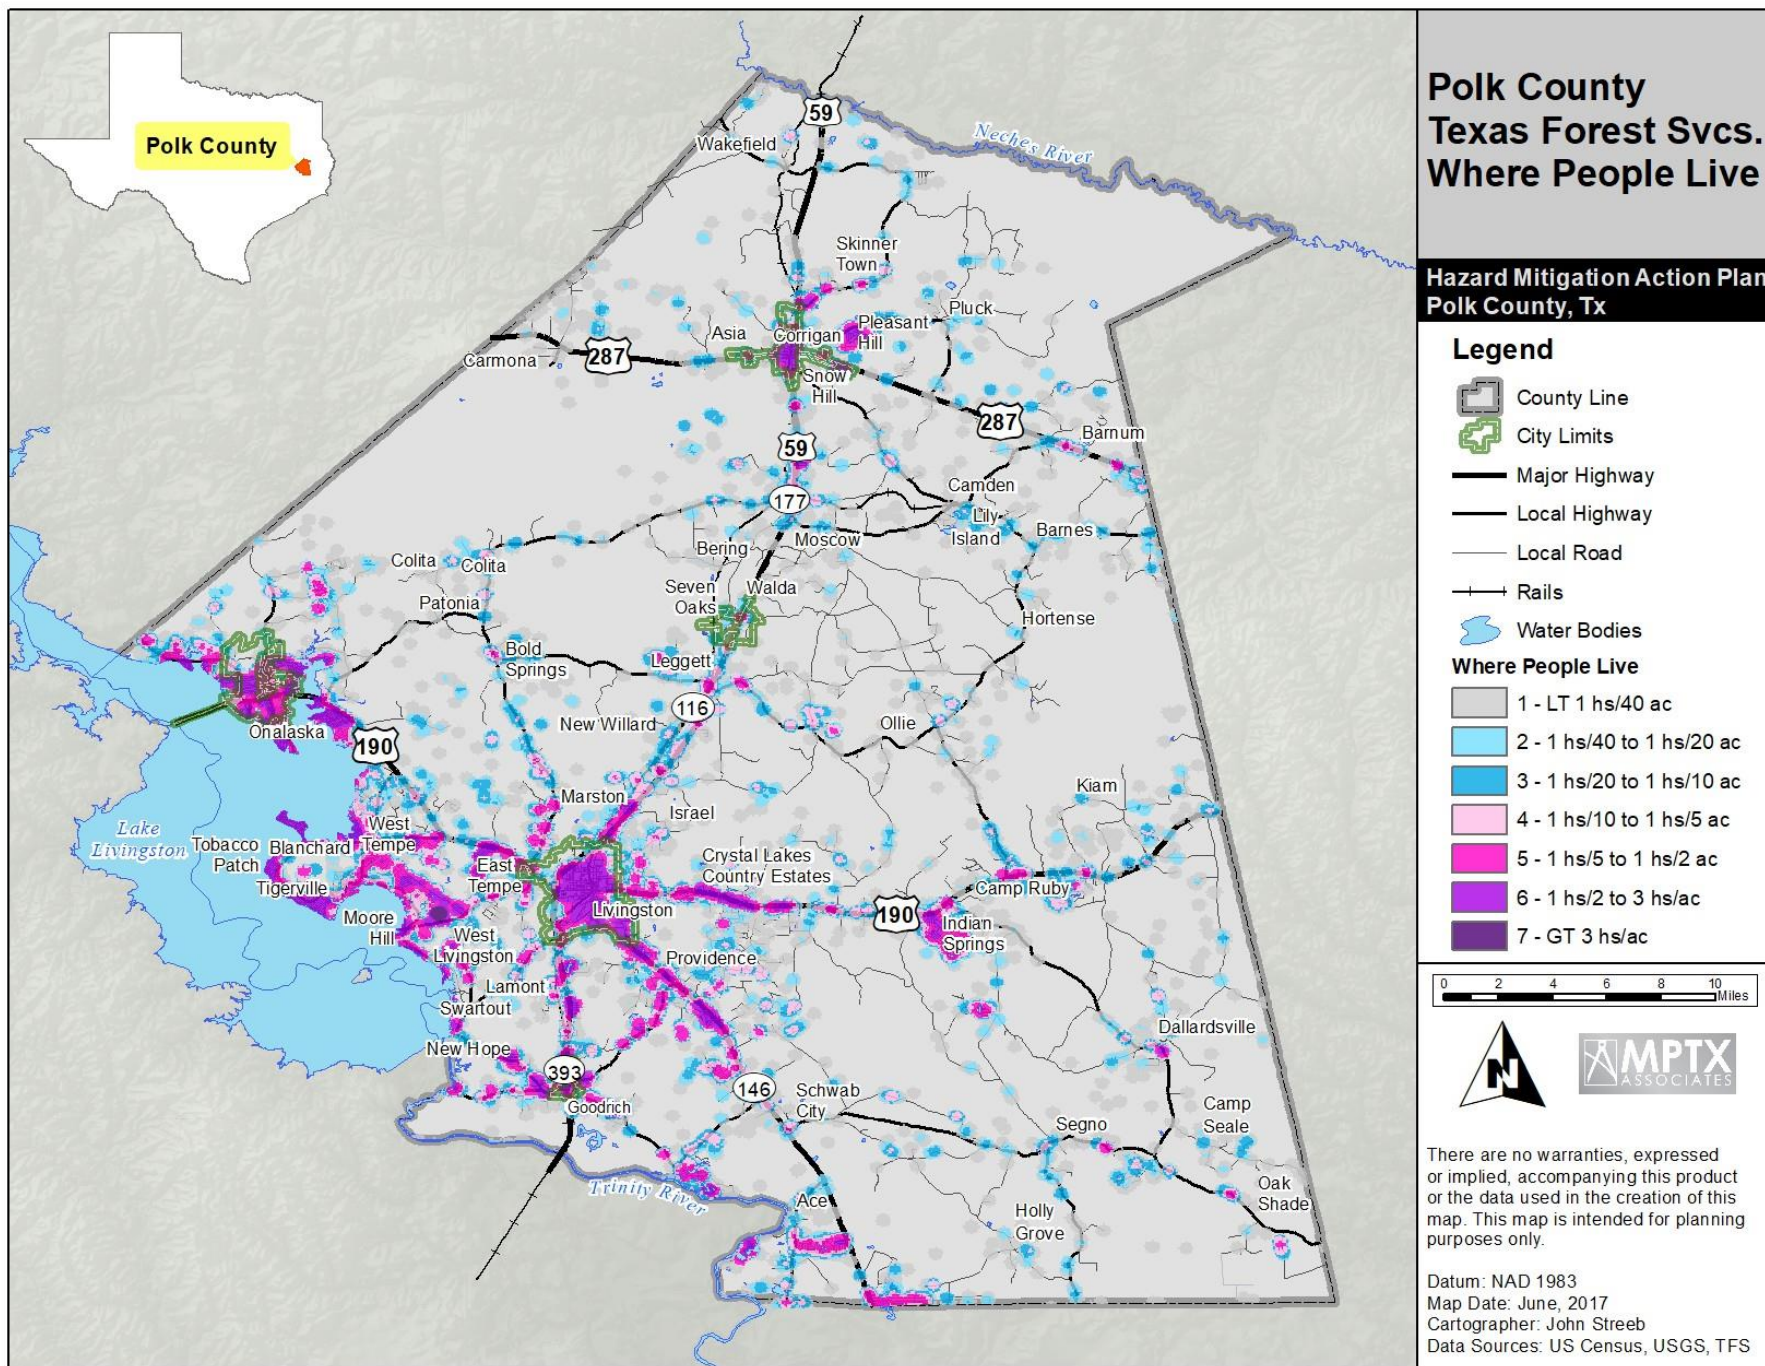 Polk County
Texas Forest Svcs.
Where People Live
Hazard Mitigation Action Plan
Polk County, Tx
Legend
County Line
City Limits
Major Highway
Local Highway
Local Road
Rails
Water Bodies
Where People Live
1 - LT 1 hs/40 ac
2 - 1 hs/40 to 1 hs/20 ac
3 - 1 hs/20 to 1 hs/10 ac
4 - 1 hs/10 to 1 hs/5 ac
5 - 1 hs/5 to 1 hs/2 ac
6 - 1 hs/2 to 3 hs/ac
7 - GT 3 hs/ac
0 2 4 6 8 10
Miles
N
MPTX
ASSOCIATES
There are no warranties, expressed
or implied, accompanying this product
or the data used in the creation of this
map. This map is intended for planning
purposes only.
Datum: NAD 1983
Map Date: June, 2017
Cartographer: John Streeb
Data Sources: US Census, USGS, TFS
Polk County
59
Neches River
Wakefield
Skinner
Town
Pluck
Pleasant
Hill
Asia
Corrigan
287
Carmona
Snow
Hill
287
Barnum
59
177
Camden
Lily
Island
Barnes
Moscow
Bering
Colita
Colita
Seven
Oaks
Walda
Patonia
Hortense
Bold
Springs
Leggett
116
New Willard
Ollie
Onalaska
190
Kiam
Marston
Israel
Lake
Livingston
West
Tempe
Tobacco
Patch
Blanchard
Tigerville
East
Tempe
Crystal Lakes
Country Estates
Camp Ruby
190
Livingston
Indian
Springs
Moore
Hill
West
Livingston
Providence
Lamont
Swartout
New Hope
Dallardsville
393
146
Goodrich
Schwab
City
Camp
Seale
Segno
Trinity River
Ace
Holly
Grove
Oak
Shade